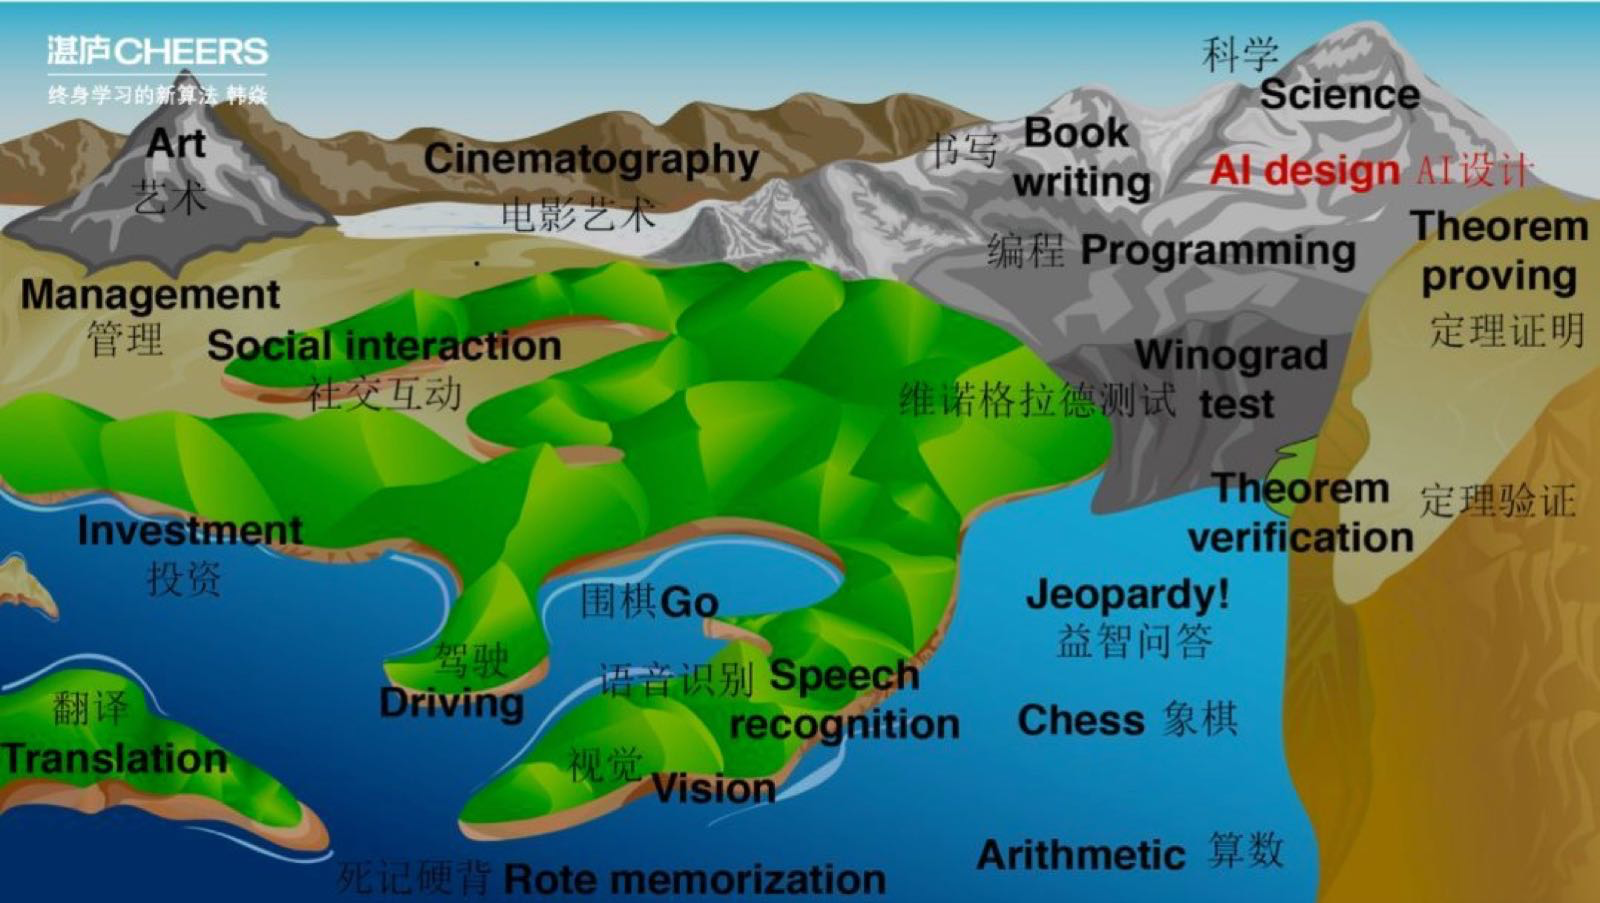 湛庐CHEERS
终身学习的新算法 韩焱
科学
Science
Art
艺术
Cinematography
电影艺术
书写 Book
writing
AI design AI设计
编程 Programming
Theorem
proving
定理证明
Management
管理
Social interaction
社交互动
Winograd
维诺格拉德测试 test
Theorem
verification 定理验证
Investment
投资
围棋Go
Jeopardy!
益智问答
驾驶
Driving
语音识别 Speech
recognition
Chess 象棋
翻译
Translation
视觉 Vision
Arithmetic 算数
死记硬背 Rote memorization